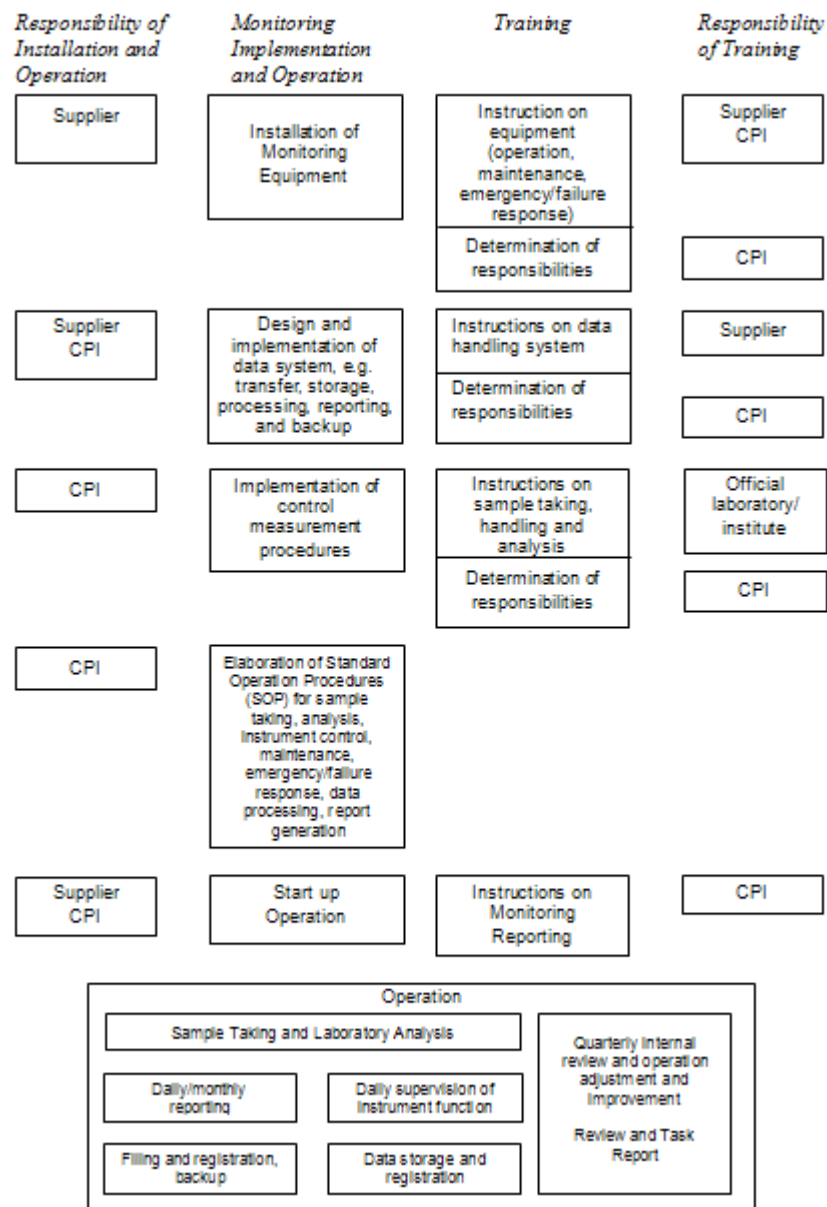 Responsibility of
Installation and
Operation
Monitoring
Implementation
and Operation
Training
Responsibility
of Training
Supplier
Installation of
Monitoring
Equipment
Instruction on
equipment
(operation,
maintenance,
emergency/failure
response)
Supplier
CPI
Determination of
responsibilities
CPI
Supplier
CPI
Design and
implementation of
data system, e.g.
transfer, storage,
processing, reporting,
and backup
Instructions on data
handling system
Supplier
Determination of
responsibilities
CPI
CPI
Implementation of
control
measurement
procedures
Instructions on
sample taking,
handling and
analysis
Official
laboratory/
institute
Determination of
responsibilities
CPI
CPI
Elaboration of Standard
Operation Procedures
(SOP) for sample
taking, analysis,
instrument control,
maintenance,
emergency/failure
response, data
processing, report
generation
Supplier
CPI
Start up
Operation
Instructions on
Monitoring
Reporting
CPI
Operation
Sample Taking and Laboratory Analysis
Daily/monthly
reporting
Daily supervision of
instrument function
Filing and registration,
backup
Data storage and
registration
Quarterly internal
review and operation
adjustment and
improvement
Review and Task
Report